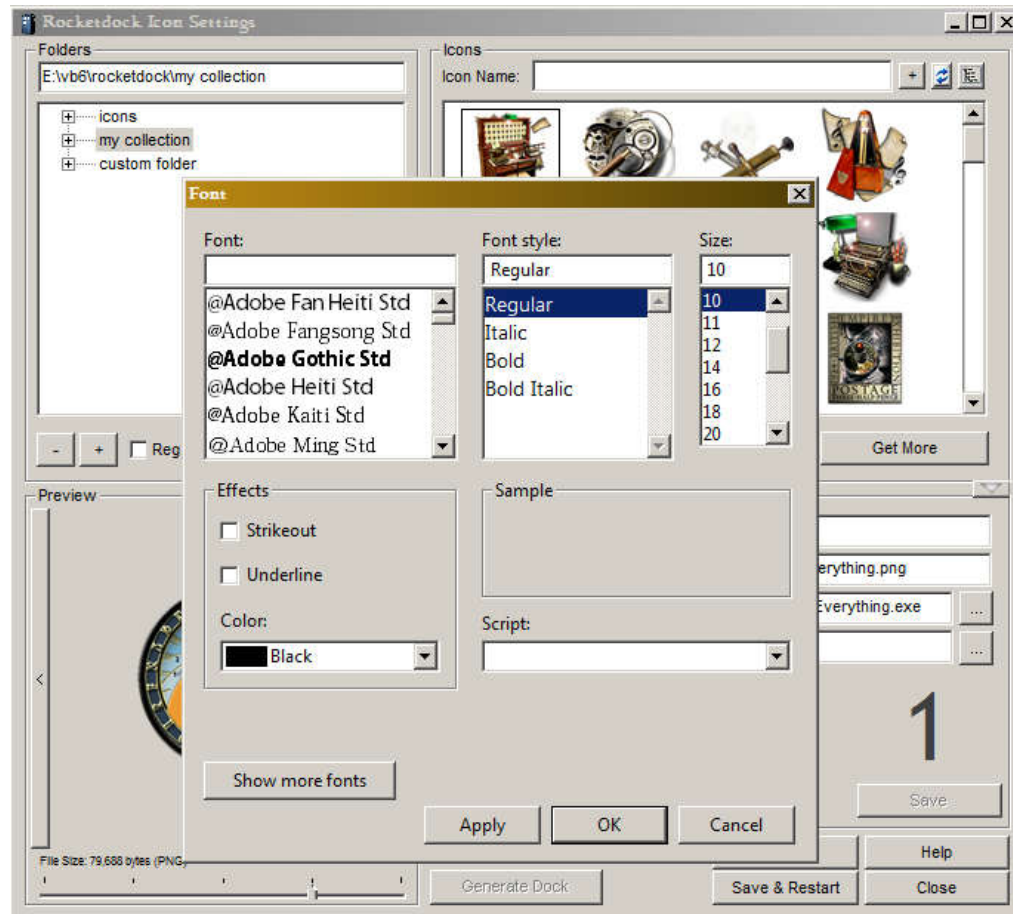 Rocketdock Icon Settings
Folders
E:\vb6\rocketdock\my collection
icons
my collection
custom folder
Icons
Icon Name:
+
EMPIRE
POSTAGE
-
+
Reg
Get More
Font
Font:
Font style:
Size:
Regular
10
@Adobe Fan Heiti Std
@Adobe Fangsong Std
@Adobe Gothic Std
@Adobe Heiti Std
@Adobe Kaiti Std
@Adobe Ming Std
Regular
Italic
Bold
Bold Italic
10
11
12
14
16
18
20
Effects
Strikeout
Underline
Color:
Black
Sample
Script:
Show more fonts
Apply
OK
Cancel
Preview
<
erything.png
Everything.exe
...
...
1
Save
File Size: 79,688 bytes (PNG)
Generate Dock
Help
Save & Restart
Close